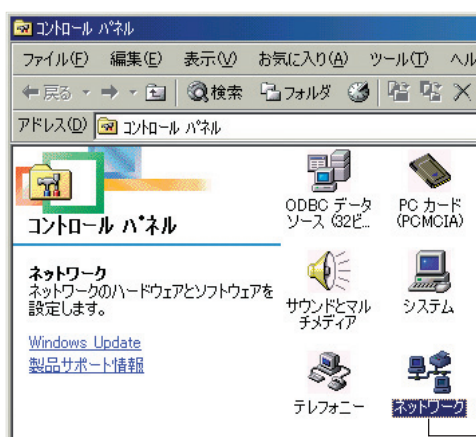 コントロール パネル
ファイル(F) 編集(E) 表示(V) お気に入り(A) ツール(T) ヘル
戻る 検索 フォルダ
アドレス(D) コントロール パネル
コントロール パネル
ネットワーク
ネットワークのハードウェアとソフトウェアを
設定します。
Windows Update
製品サポート情報
ODBC データ
ソース (32ビ...
PC カード
(PCMCIA)
サウンドとマル
チメディア
システム
テレフォニー
ネットワーク